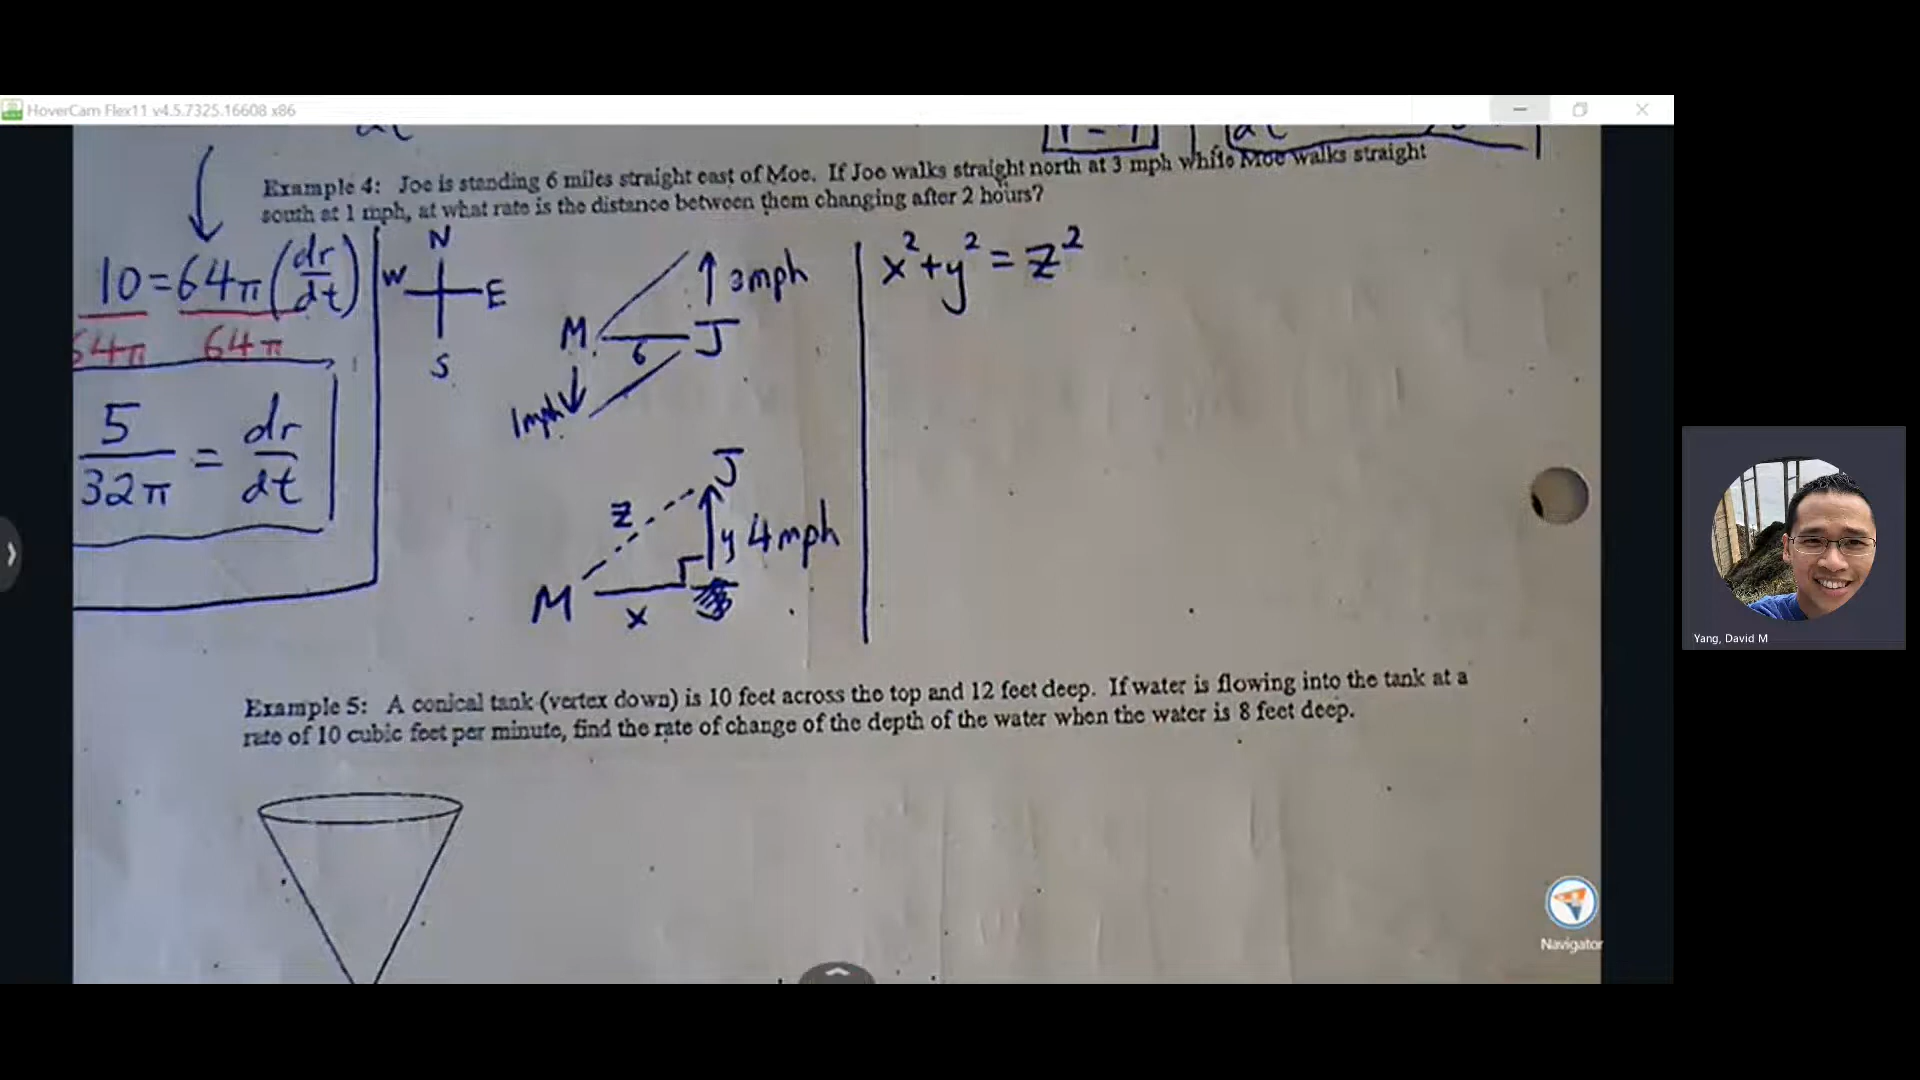 HoverCam Flex11 v4.5.7325.16608 x86
Example 4: Joe is standing 6 miles straight east of Moe. If Joe walks straight north at 3 mph while Moe walks straight
south at 1 mph, at what rate is the distance between them changing after 2 hours?
10=64π(dr/dt)
64π 64π
5/32π = dr/dt
N
W E
S
3mph
M J
6
1mph
J
z
y 4mph
M
x
x²+y²=z²
Example 5: A conical tank (vertex down) is 10 feet across the top and 12 feet deep. If water is flowing into the tank at a
rate of 10 cubic feet per minute, find the rate of change of the depth of the water when the water is 8 feet deep.
Navigator
Yang, David M